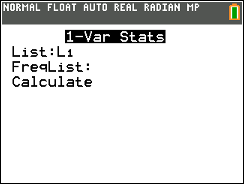 NORMAL FLOAT AUTO REAL RADIAN MP
1-Var Stats
List:L₁
FreqList:
Calculate